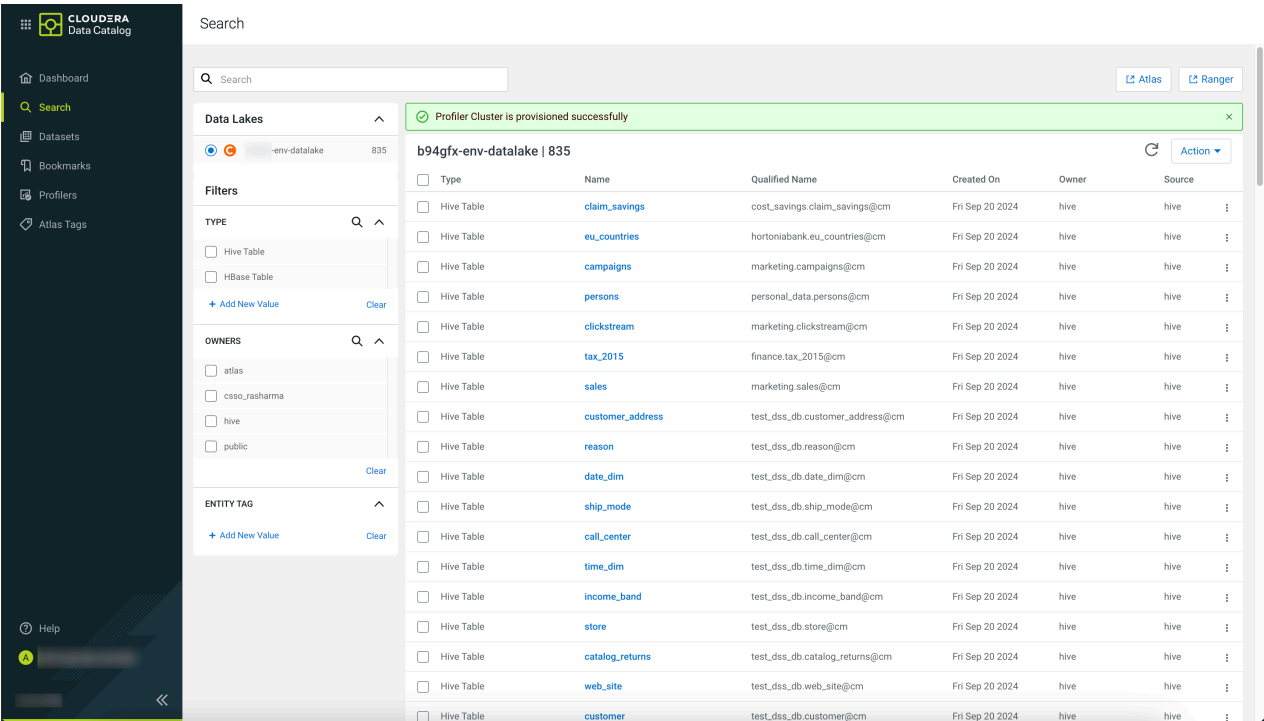 CLOUDERA
Data Catalog
Dashboard
Search
Datasets
Bookmarks
Profilers
Atlas Tags
Help
A
Search
Search
Atlas
Ranger
Data Lakes
-env-datalake 835
Filters
TYPE
Hive Table
HBase Table
+ Add New Value Clear
OWNERS
atlas
csso_rasharma
hive
public
Clear
ENTITY TAG
+ Add New Value Clear
Profiler Cluster is provisioned successfully
b94gfx-env-datalake | 835
Action
Type Name Qualified Name Created On Owner Source
Hive Table claim_savings cost_savings.claim_savings@cm Fri Sep 20 2024 hive hive
Hive Table eu_countries hortoniabank.eu_countries@cm Fri Sep 20 2024 hive hive
Hive Table campaigns marketing.campaigns@cm Fri Sep 20 2024 hive hive
Hive Table persons personal_data.persons@cm Fri Sep 20 2024 hive hive
Hive Table clickstream marketing.clickstream@cm Fri Sep 20 2024 hive hive
Hive Table tax_2015 finance.tax_2015@cm Fri Sep 20 2024 hive hive
Hive Table sales marketing.sales@cm Fri Sep 20 2024 hive hive
Hive Table customer_address test_dss_db.customer_address@cm Fri Sep 20 2024 hive hive
Hive Table reason test_dss_db.reason@cm Fri Sep 20 2024 hive hive
Hive Table date_dim test_dss_db.date_dim@cm Fri Sep 20 2024 hive hive
Hive Table ship_mode test_dss_db.ship_mode@cm Fri Sep 20 2024 hive hive
Hive Table call_center test_dss_db.call_center@cm Fri Sep 20 2024 hive hive
Hive Table time_dim test_dss_db.time_dim@cm Fri Sep 20 2024 hive hive
Hive Table income_band test_dss_db.income_band@cm Fri Sep 20 2024 hive hive
Hive Table store test_dss_db.store@cm Fri Sep 20 2024 hive hive
Hive Table catalog_returns test_dss_db.catalog_returns@cm Fri Sep 20 2024 hive hive
Hive Table web_site test_dss_db.web_site@cm Fri Sep 20 2024 hive hive
Hive Table customer test_dss_db.customer@cm Fri Sep 20 2024 hive hive